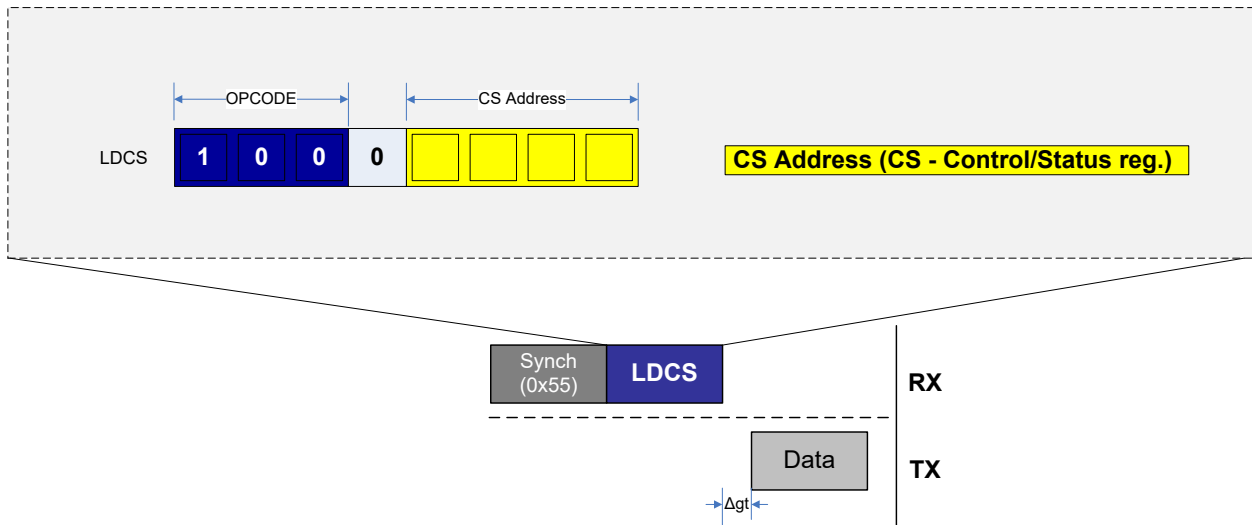 OPCODE
CS Address
LDCS
1 0 0 0
CS Address (CS - Control/Status reg.)
Synch
(0x55)
LDCS
RX
Data
TX
Δgt